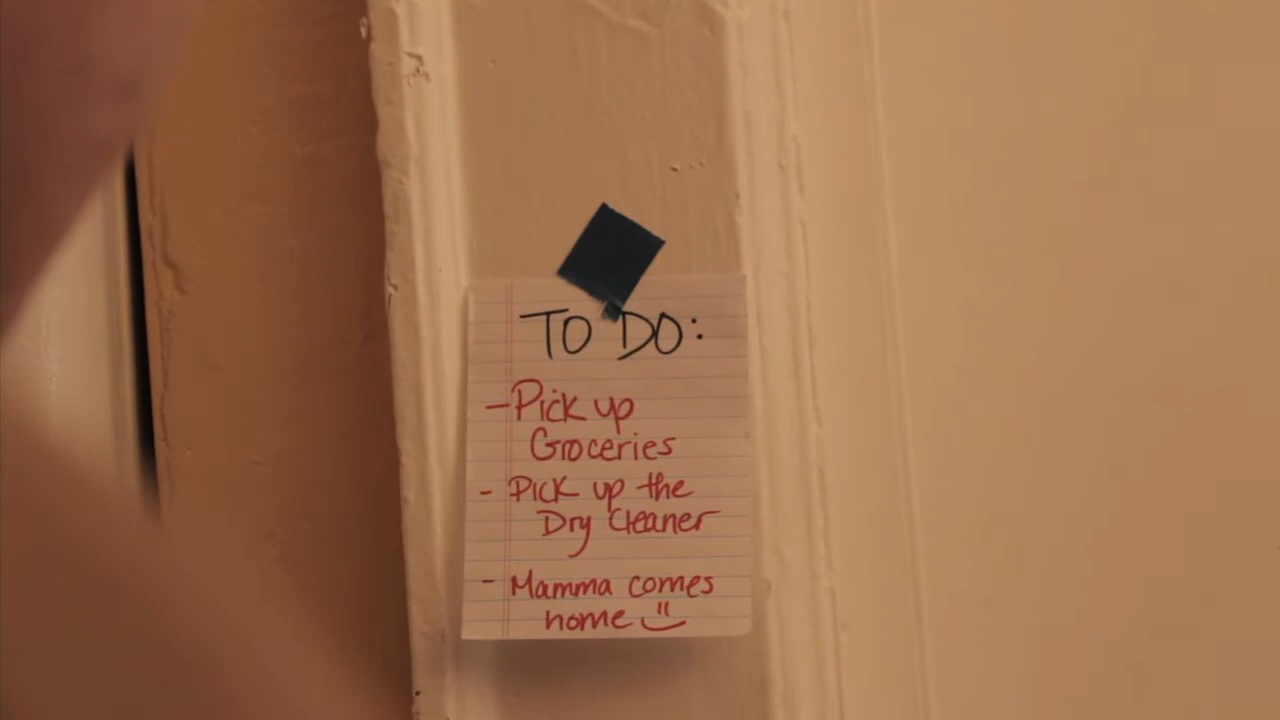 TO DO:
- Pick up
Groceries
- Pick up the
Dry Cleaner
- Mamma comes
home